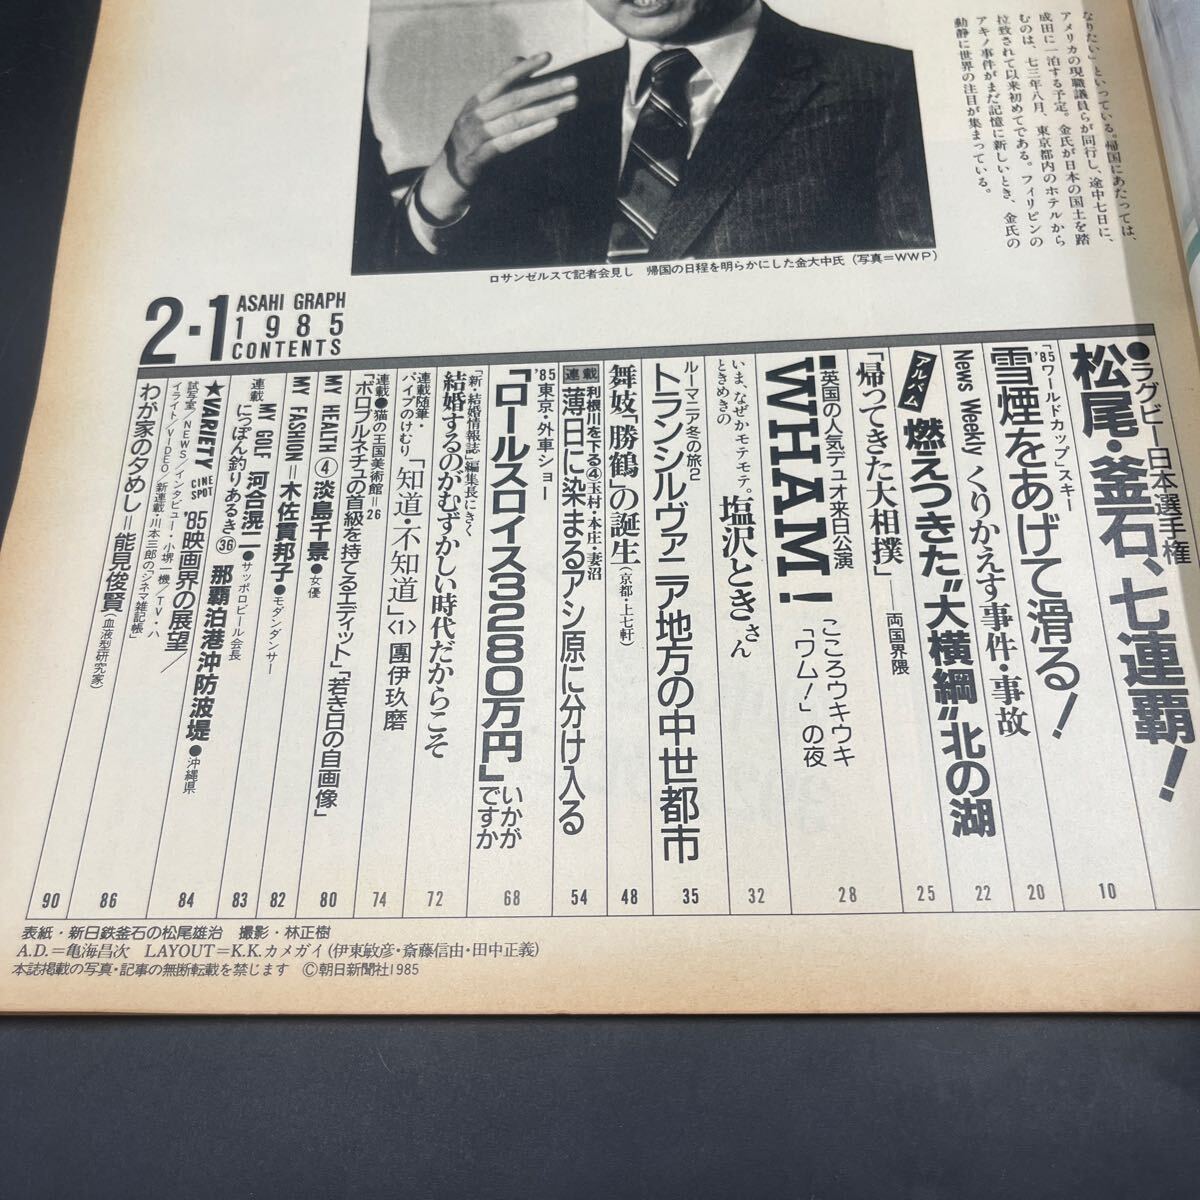 なりたい」といっている。帰国にあたっては、
アメリカの現職議員らが同行し、途中七日に、
成田に一泊する予定。金氏が日本の国土を踏
むのは、七三年八月、東京都内のホテルから
拉致されて以来初めてである。フィリピンの
アキノ事件がまだ記憶に新しいとき、金氏の
動静に世界の注目が集まっている。
ロサンゼルスで記者会見し　帰国の日程を明らかにした金大中氏（写真＝WWP）
2・1
ASAHI GRAPH
1985
CONTENTS
●ラグビー日本選手権
松尾・釜石、七連覇！
10
「'85ワールドカップ」スキー
雪煙をあげて滑る！
20
News Weekly くりかえす事件・事故
22
アルバム 燃えつきた"大横綱"北の湖
25
「帰ってきた大相撲」―両国界隈
28
■英国の人気デュオ来日公演
WHAM！ こころウキウキ「ワム！」の夜
いま、なぜかモテモテ。
ときめきの 塩沢ときさん
32
ルーマニア冬の旅2
トランシルヴァニア地方の中世都市
35
舞妓「勝鶴」の誕生（京都・上七軒）
48
連載 利根川を下る④玉村・本庄・妻沼
薄日に染まるアシ原に分け入る
54
'85東京・外車ショー
「ロールスロイス3280万円」いかがですか
68
「新・結婚情報誌」編集長にきく
結婚するのがむずかしい時代だからこそ
72
連載随筆・
パイプのけむり 「知道・不知道」〈1〉團伊玖磨
74
連載●猫の王国美術館＝26
「ボロブルネチの首級を持てるエディット」「若き日の自画像」
MY HEALTH ④ 淡島千景●女優
80
MY FASHION＝木佐貫邦子●モダンダンサー
82
MY GOLF 河合滉二●サッポロビール会長
83
連載 にっぽん釣りあるき㊱ 那覇泊港沖防波堤●沖縄県
84
★VARIETY CINE SPOT '85映画界の展望／
試写室／NEWS／インタビュー・小堺一機／TV・ハイライト／VIDEO 新連載・川本三郎の「シネマ雑記帳」
86
わが家の夕めし＝能見俊賢（血液型研究家）
90
表紙・新日鉄釜石の松尾雄治　撮影・林正樹
A.D.＝亀海昌次　LAYOUT＝K.K.カメガイ（伊東敏彦・斎藤信由・田中正義）
本誌掲載の写真・記事の無断転載を禁じます　©朝日新聞社1985